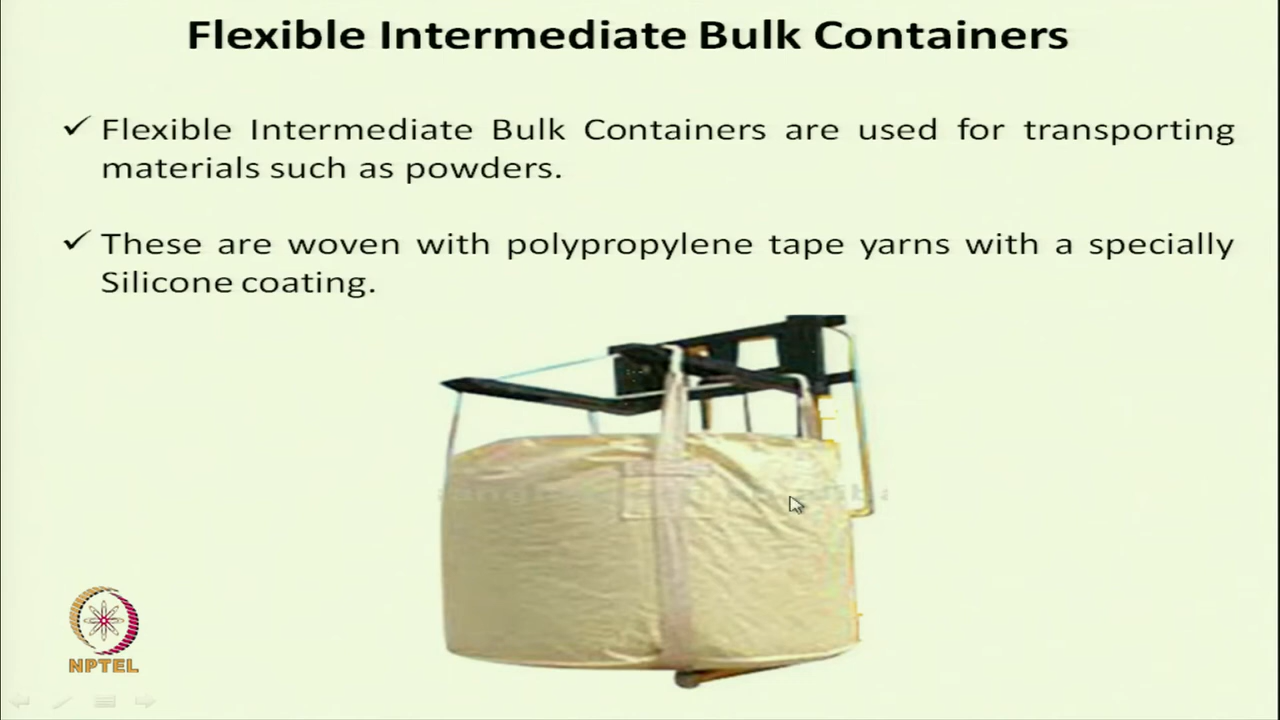 Flexible Intermediate Bulk Containers
✓ Flexible Intermediate Bulk Containers are used for transporting
materials such as powders.
✓ These are woven with polypropylene tape yarns with a specially
Silicone coating.
NPTEL